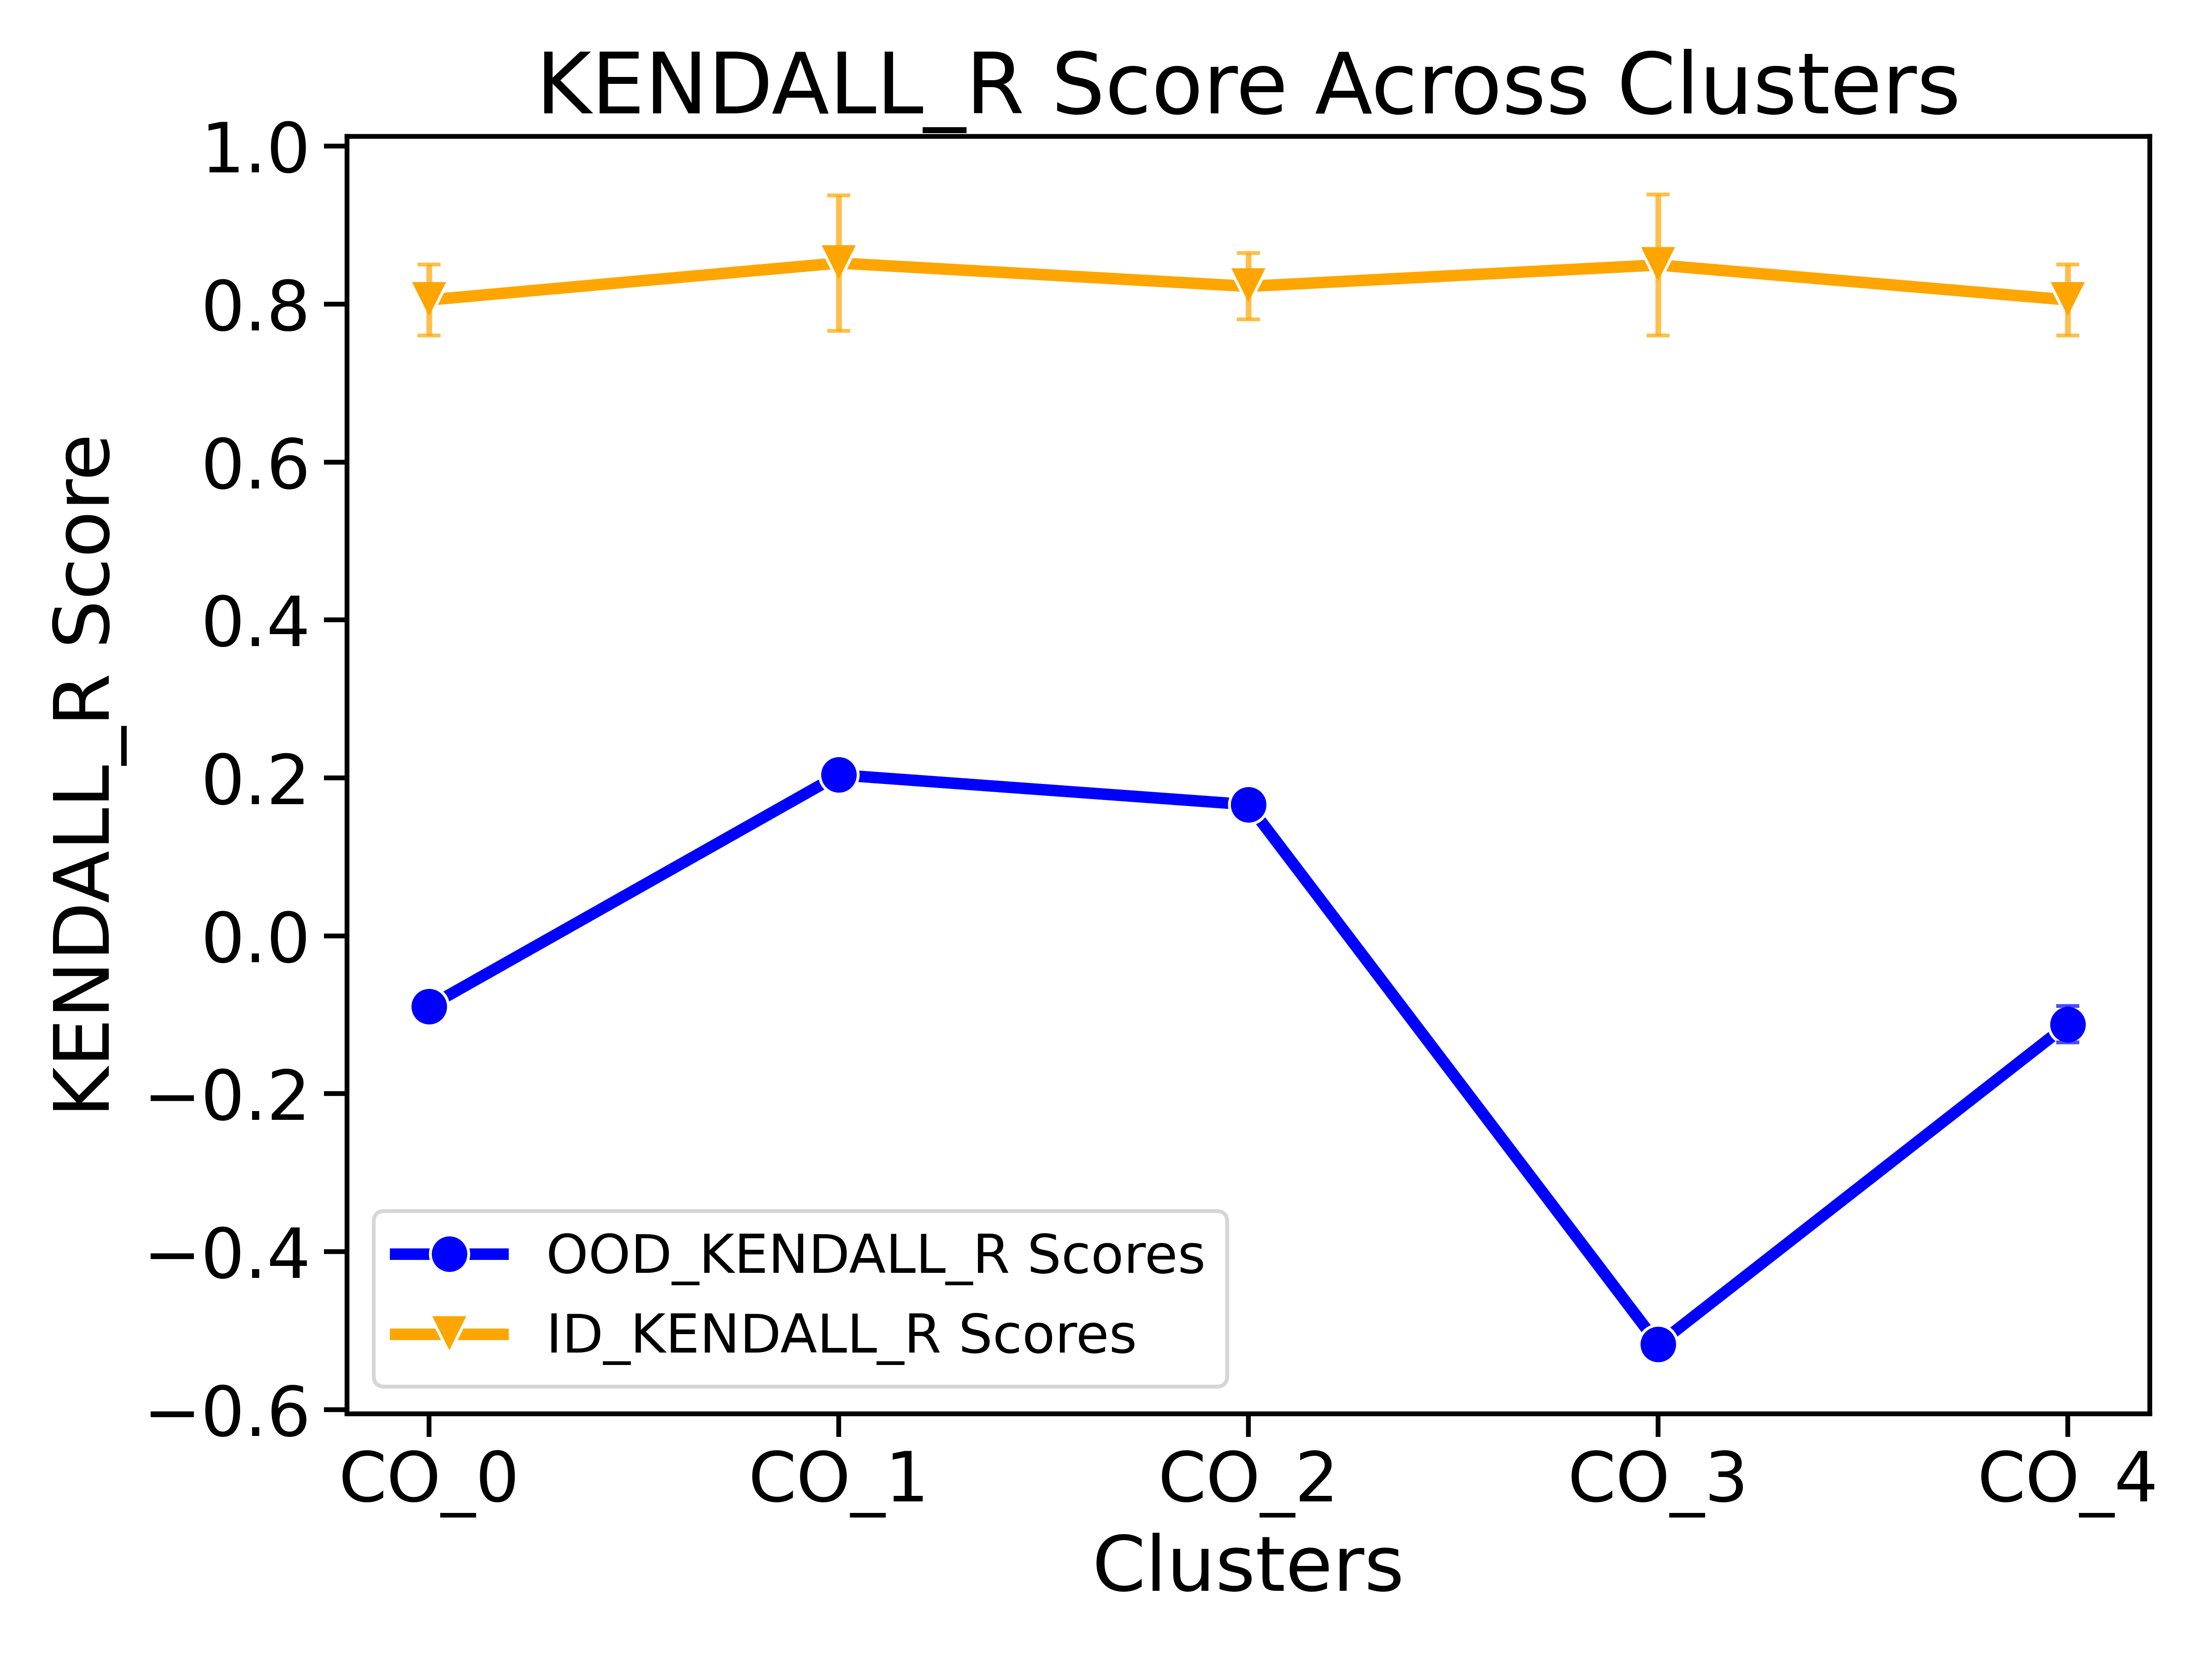 KENDALL_R Score Across Clusters
KENDALL_R Score
1.0
0.8
0.6
0.4
0.2
0.0
−0.2
−0.4
−0.6
OOD_KENDALL_R Scores
ID_KENDALL_R Scores
CO_0 CO_1 CO_2 CO_3 CO_4
Clusters